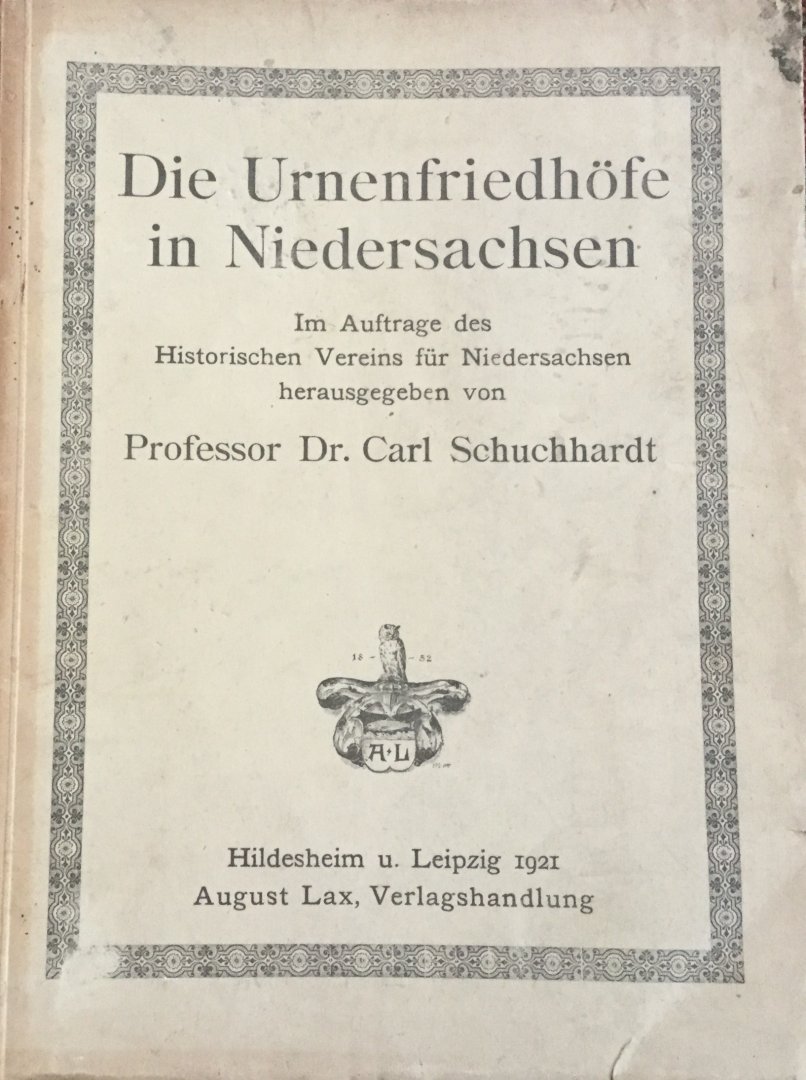 Die Urnenfriedhöfe
in Niedersachsen
Im Auftrage des
Historischen Vereins für Niedersachsen
herausgegeben von
Professor Dr. Carl Schuchhardt
18 - - 52
A L
Hildesheim u. Leipzig 1921
August Lax, Verlagshandlung